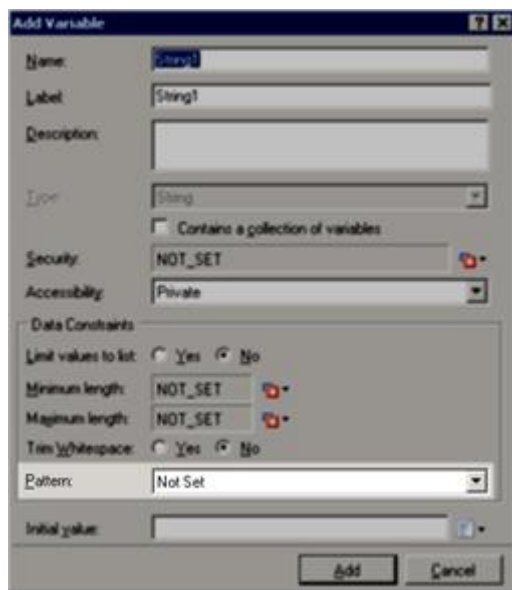 Add Variable
Name: String1
Label: String1
Description:
Type: String
Contains a collection of variables
Security: NOT_SET
Accessibility: Private
Data Constraints
Limit values to list: Yes No
Minimum length: NOT_SET
Maximum length: NOT_SET
Trim Whitespace: Yes No
Pattern: Not Set
Initial value:
Add Cancel